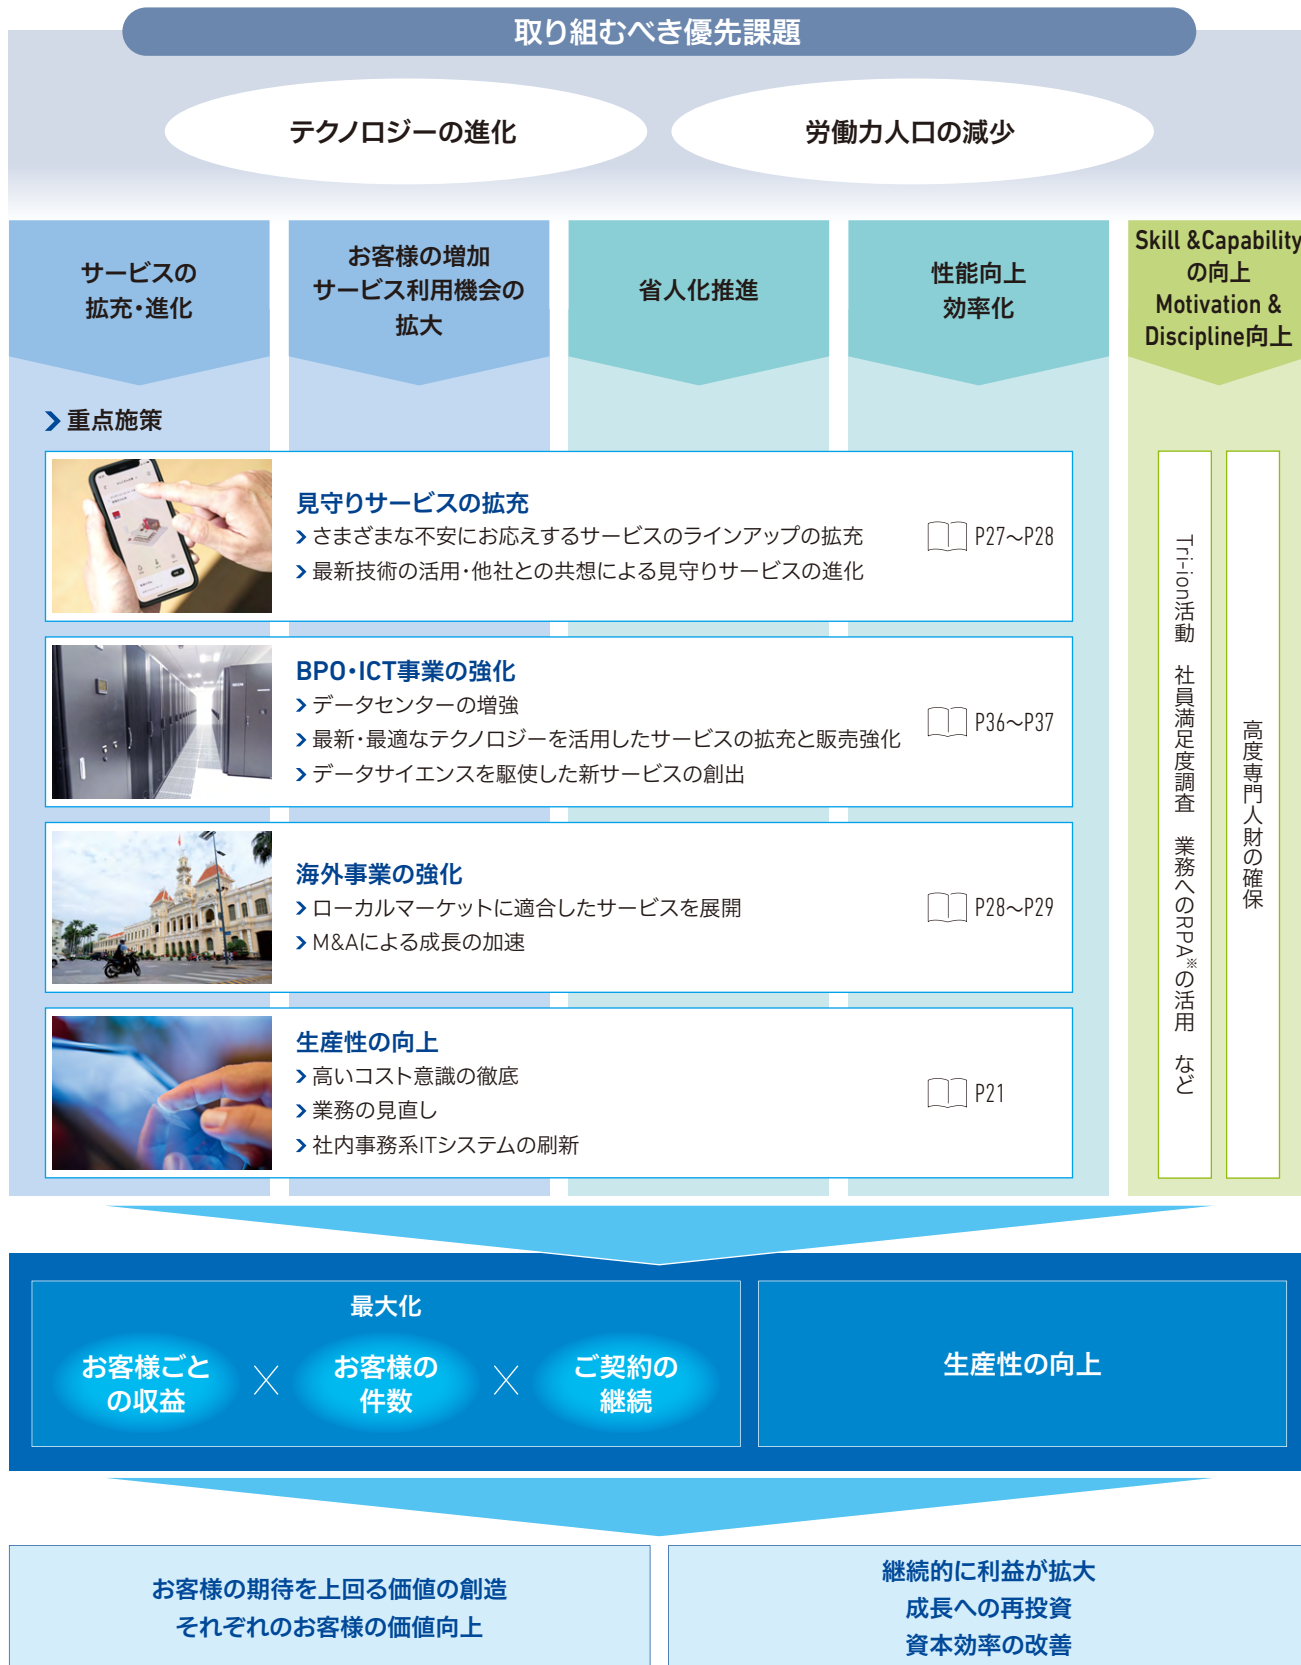 取り組むべき優先課題
テクノロジーの進化
労働力人口の減少
サービスの
拡充・進化
お客様の増加
サービス利用機会の
拡大
省人化推進
性能向上
効率化
Skill &Capability
の向上
Motivation &
Discipline向上
重点施策
見守りサービスの拡充
さまざまな不安にお応えするサービスのラインアップの拡充
最新技術の活用・他社との共想による見守りサービスの進化
P27〜P28
BPO・ICT事業の強化
データセンターの増強
最新・最適なテクノロジーを活用したサービスの拡充と販売強化
データサイエンスを駆使した新サービスの創出
P36〜P37
海外事業の強化
ローカルマーケットに適合したサービスを展開
M&Aによる成長の加速
P28〜P29
生産性の向上
高いコスト意識の徹底
業務の見直し
社内事務系ITシステムの刷新
P21
Tri-ion活動　社員満足度調査　業務へのRPA※の活用　など
高度専門人財の確保
最大化
お客様ごと
の収益
×
お客様の
件数
×
ご契約の
継続
生産性の向上
お客様の期待を上回る価値の創造
それぞれのお客様の価値向上
継続的に利益が拡大
成長への再投資
資本効率の改善